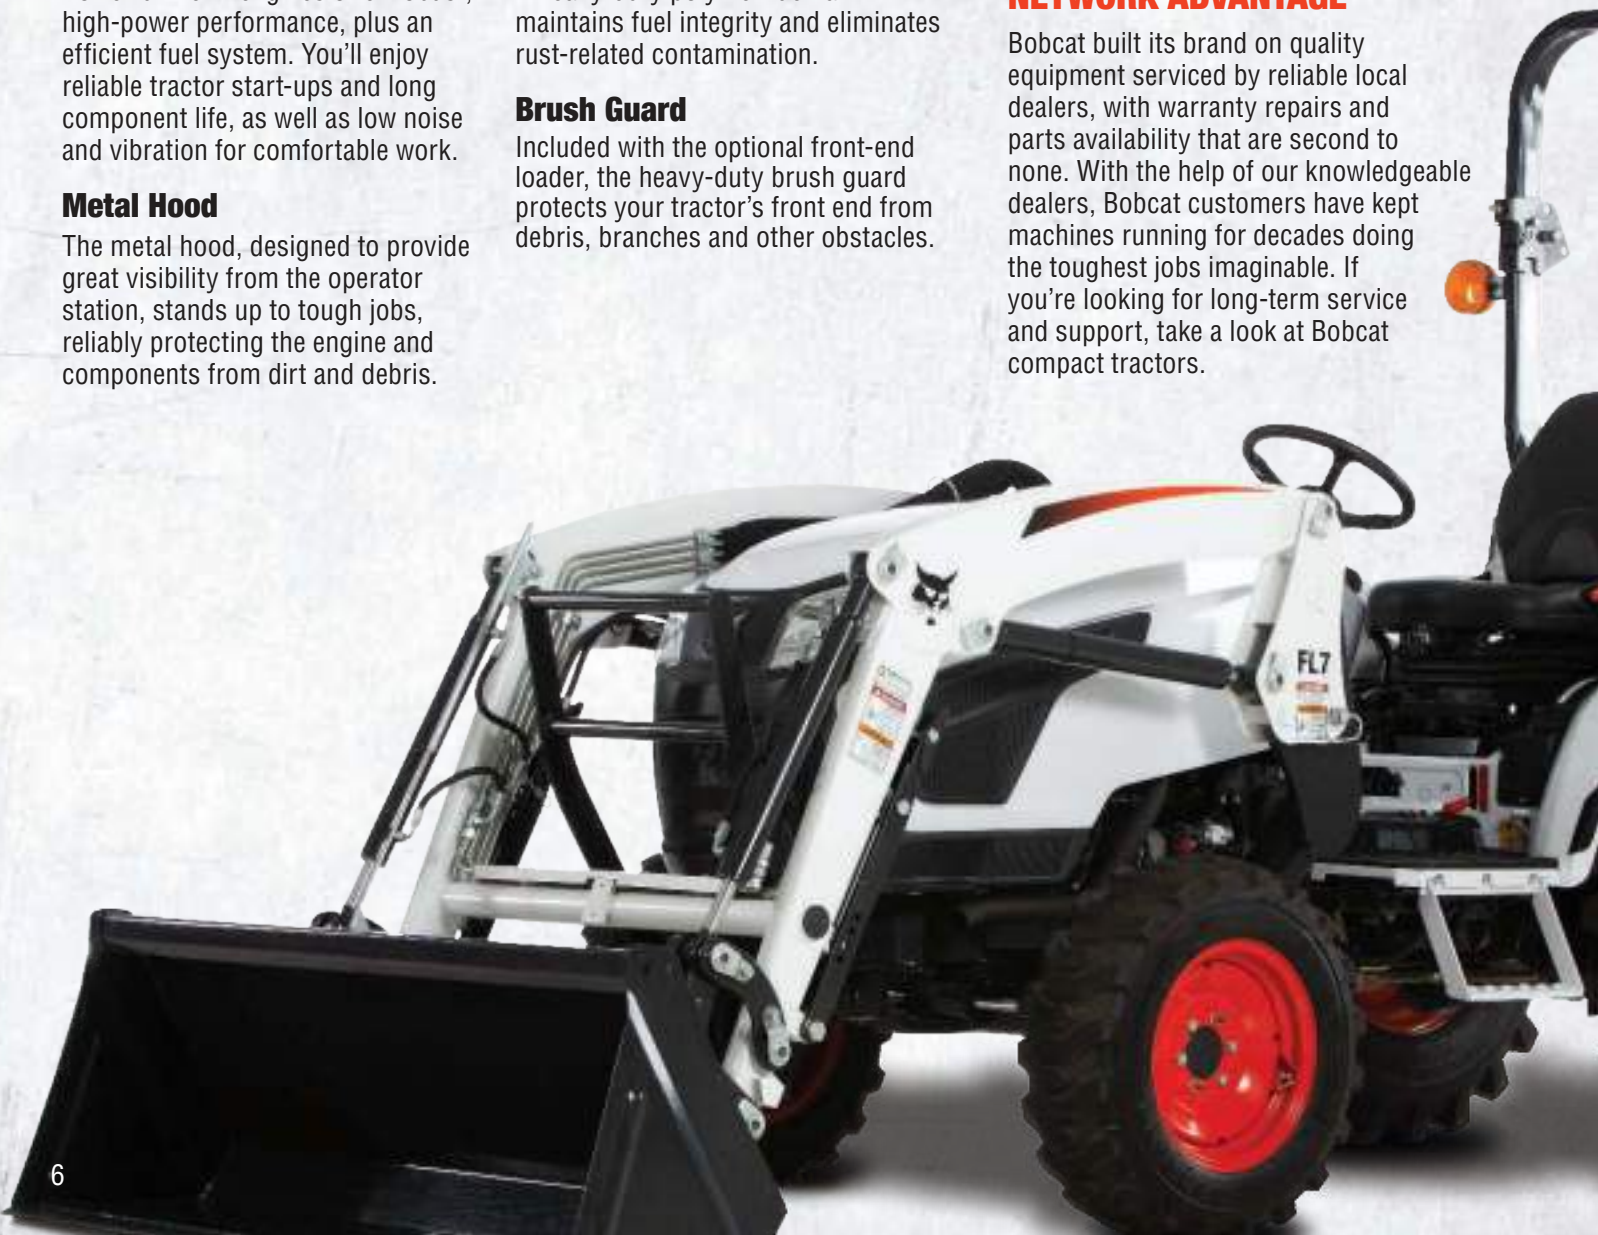 high-power performance, plus an
efficient fuel system. You’ll enjoy
reliable tractor start-ups and long
component life, as well as low noise
and vibration for comfortable work.
Metal Hood
The metal hood, designed to provide
great visibility from the operator
station, stands up to tough jobs,
reliably protecting the engine and
components from dirt and debris.
maintains fuel integrity and eliminates
rust-related contamination.
Brush Guard
Included with the optional front-end
loader, the heavy-duty brush guard
protects your tractor’s front end from
debris, branches and other obstacles.
NETWORK ADVANTAGE
Bobcat built its brand on quality
equipment serviced by reliable local
dealers, with warranty repairs and
parts availability that are second to
none. With the help of our knowledgeable
dealers, Bobcat customers have kept
machines running for decades doing
the toughest jobs imaginable. If
you’re looking for long-term service
and support, take a look at Bobcat
compact tractors.
FL7
6